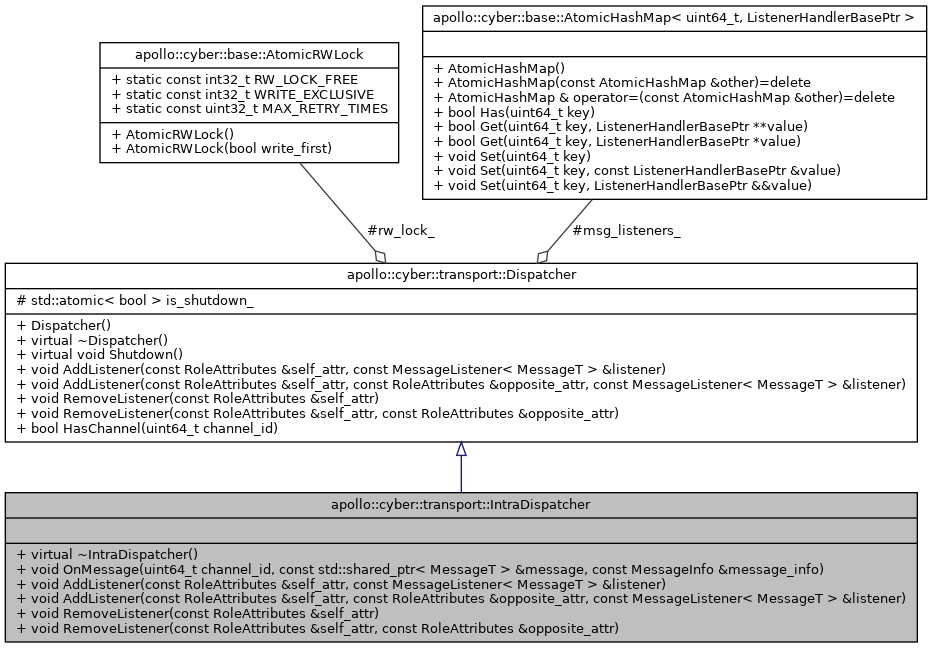 apollo::cyber::base::AtomicHashMap< uint64_t, ListenerHandlerBasePtr >
+ AtomicHashMap()
+ AtomicHashMap(const AtomicHashMap &other)=delete
+ AtomicHashMap & operator=(const AtomicHashMap &other)=delete
+ bool Has(uint64_t key)
+ bool Get(uint64_t key, ListenerHandlerBasePtr **value)
+ bool Get(uint64_t key, ListenerHandlerBasePtr *value)
+ void Set(uint64_t key)
+ void Set(uint64_t key, const ListenerHandlerBasePtr &value)
+ void Set(uint64_t key, ListenerHandlerBasePtr &&value)
apollo::cyber::base::AtomicRWLock
+ static const int32_t RW_LOCK_FREE
+ static const int32_t WRITE_EXCLUSIVE
+ static const uint32_t MAX_RETRY_TIMES
+ AtomicRWLock()
+ AtomicRWLock(bool write_first)
#rw_lock_
#msg_listeners_
apollo::cyber::transport::Dispatcher
# std::atomic< bool > is_shutdown_
+ Dispatcher()
+ virtual ~Dispatcher()
+ virtual void Shutdown()
+ void AddListener(const RoleAttributes &self_attr, const MessageListener< MessageT > &listener)
+ void AddListener(const RoleAttributes &self_attr, const RoleAttributes &opposite_attr, const MessageListener< MessageT > &listener)
+ void RemoveListener(const RoleAttributes &self_attr)
+ void RemoveListener(const RoleAttributes &self_attr, const RoleAttributes &opposite_attr)
+ bool HasChannel(uint64_t channel_id)
apollo::cyber::transport::IntraDispatcher
+ virtual ~IntraDispatcher()
+ void OnMessage(uint64_t channel_id, const std::shared_ptr< MessageT > &message, const MessageInfo &message_info)
+ void AddListener(const RoleAttributes &self_attr, const MessageListener< MessageT > &listener)
+ void AddListener(const RoleAttributes &self_attr, const RoleAttributes &opposite_attr, const MessageListener< MessageT > &listener)
+ void RemoveListener(const RoleAttributes &self_attr)
+ void RemoveListener(const RoleAttributes &self_attr, const RoleAttributes &opposite_attr)